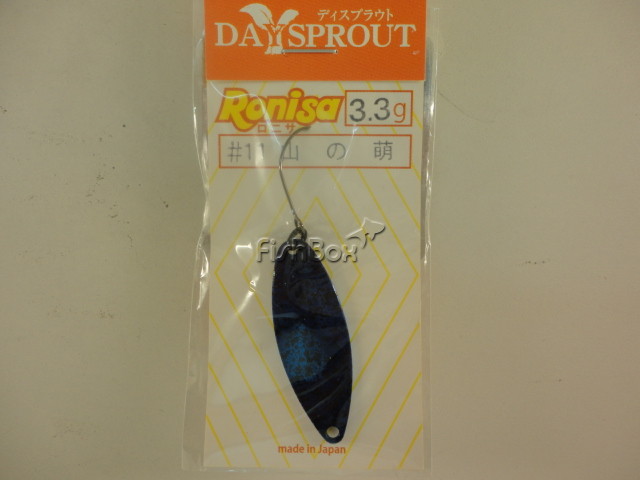 ディスプラウト
DAYSPROUT
Ronisa 3.3g
ロニサ
#11 山の萌
FishBox
made in Japan